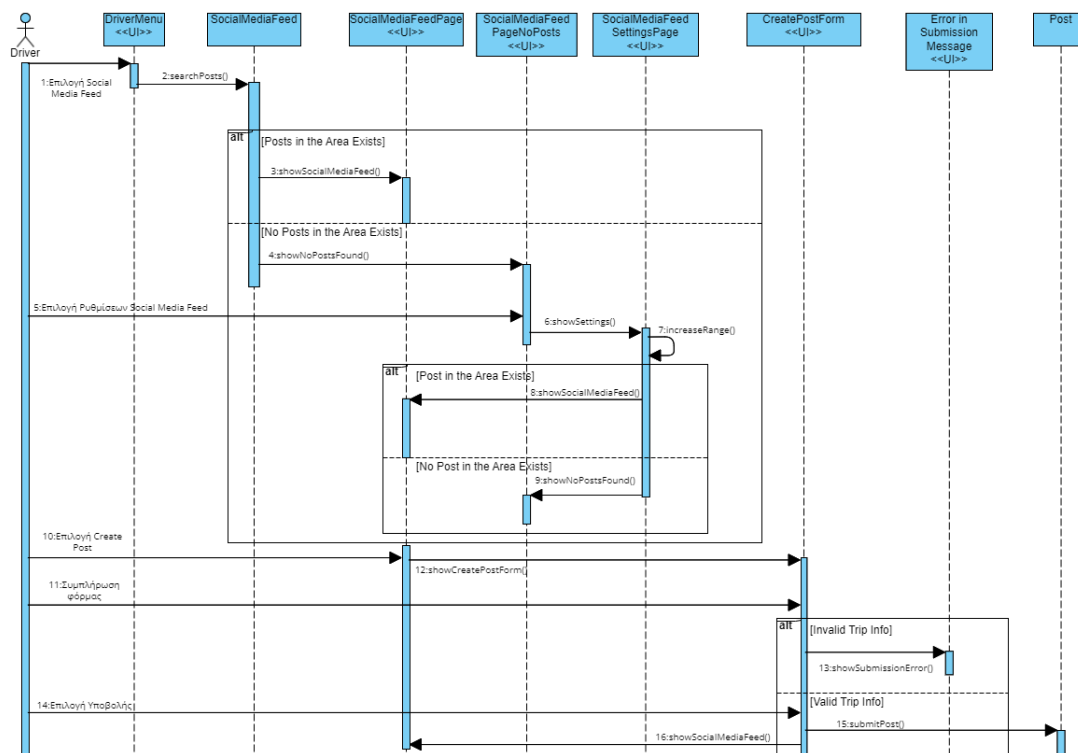 DriverMenu
<<UI>>
SocialMediaFeed
SocialMediaFeedPage
<<UI>>
SocialMediaFeed
PageNoPosts
<<UI>>
SocialMediaFeed
SettingsPage
<<UI>>
CreatePostForm
<<UI>>
Error in
Submission
Message
<<UI>>
Post
Driver
1:Επιλογή Social
Media Feed
2:searchPosts()
alt
[Posts in the Area Exists]
3:showSocialMediaFeed()
[No Posts in the Area Exists]
4:showNoPostsFound()
5:Επιλογή Ρυθμίσεων Social Media Feed
6:showSettings()
7:increaseRange()
alt
[Post in the Area Exists]
8:showSocialMediaFeed()
[No Post in the Area Exists]
9:showNoPostsFound()
10:Επιλογή Create
Post
12:showCreatePostForm()
11:Συμπλήρωση
φόρμας
alt
[Invalid Trip Info]
13:showSubmissionError()
[Valid Trip Info]
14:Επιλογή Υποβολής
15:submitPost()
16:showSocialMediaFeed()